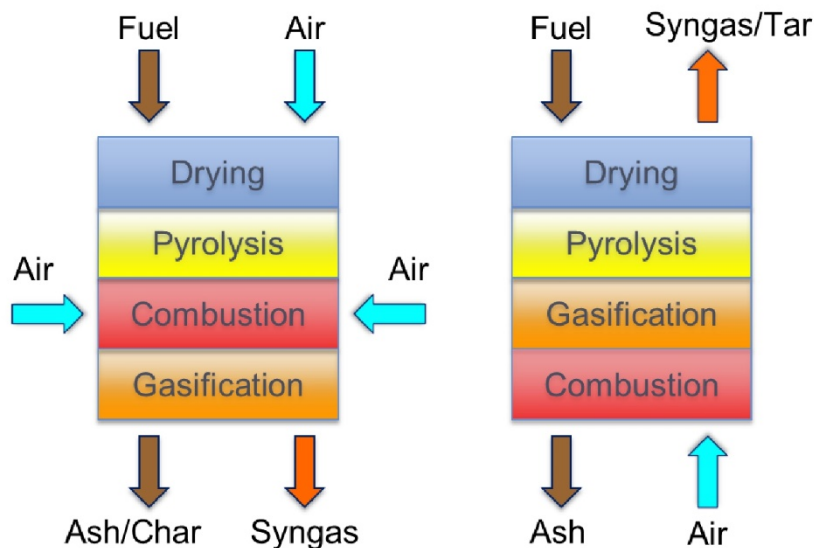 Fuel
Air
Drying
Pyrolysis
Air
Air
Combustion
Gasification
Ash/Char
Syngas
Fuel
Syngas/Tar
Drying
Pyrolysis
Gasification
Combustion
Ash
Air